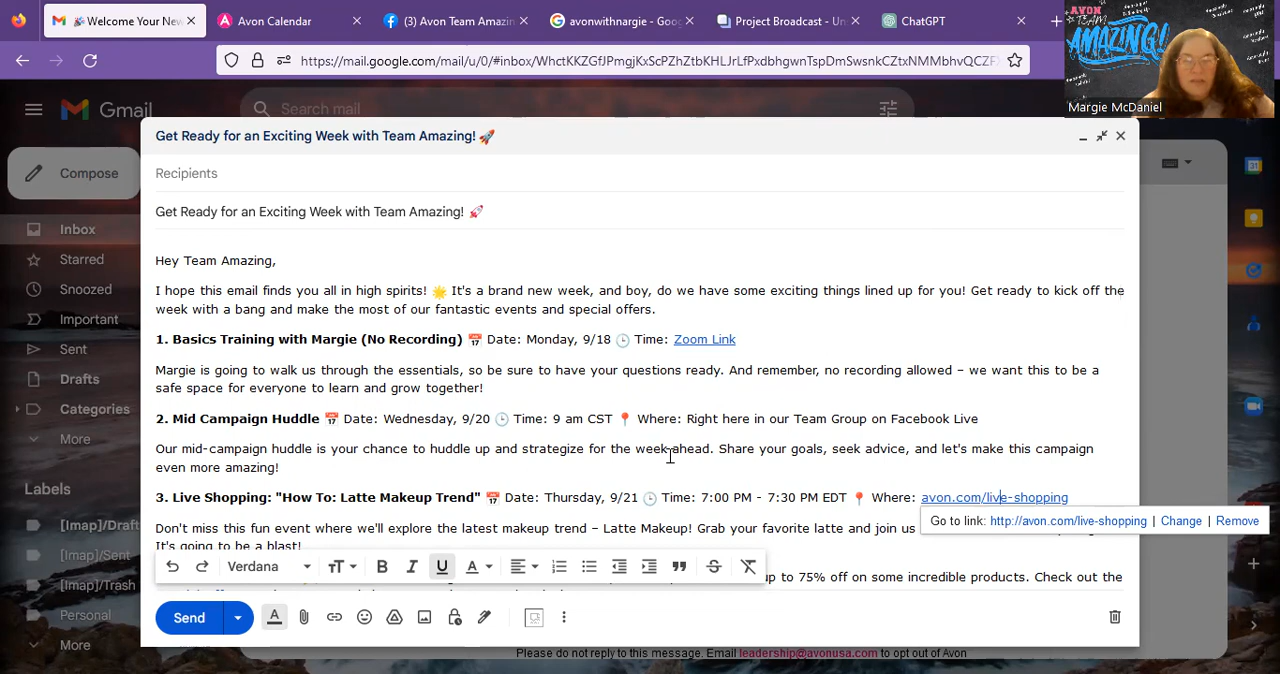 Welcome Your New
Avon Calendar
(3) Avon Team Amazin
avonwithnargie - Goo
Project Broadcast - Un
ChatGPT
AVON
TEAM
AMAZING!
Margie McDaniel
Gmail
Search mail
Compose
Inbox
Starred
Snoozed
Important
Sent
Drafts
Categories
More
Labels
[Imap]/Draft
[Imap]/Sent
[Imap]/Trash
Personal
More
Get Ready for an Exciting Week with Team Amazing! 🚀
Recipients
Get Ready for an Exciting Week with Team Amazing! 🚀
Hey Team Amazing,
I hope this email finds you all in high spirits! 🌟 It's a brand new week, and boy, do we have some exciting things lined up for you! Get ready to kick off the
week with a bang and make the most of our fantastic events and special offers.
1. Basics Training with Margie (No Recording) 📅 Date: Monday, 9/18 🕒 Time: Zoom Link
Margie is going to walk us through the essentials, so be sure to have your questions ready. And remember, no recording allowed – we want this to be a
safe space for everyone to learn and grow together!
2. Mid Campaign Huddle 📅 Date: Wednesday, 9/20 🕒 Time: 9 am CST 📍 Where: Right here in our Team Group on Facebook Live
Our mid-campaign huddle is your chance to huddle up and strategize for the week ahead. Share your goals, seek advice, and let's make this campaign
even more amazing!
3. Live Shopping: "How To: Latte Makeup Trend" 📅 Date: Thursday, 9/21 🕒 Time: 7:00 PM - 7:30 PM EDT 📍 Where: avon.com/live-shopping
Go to link: http://avon.com/live-shopping | Change | Remove
Don't miss this fun event where we'll explore the latest makeup trend – Latte Makeup! Grab your favorite latte and join us
It's going to be a blast!
up to 75% off on some incredible products. Check out the
Verdana
Send
Please do not reply to this message. Email leadership@avonusa.com to opt out of Avon